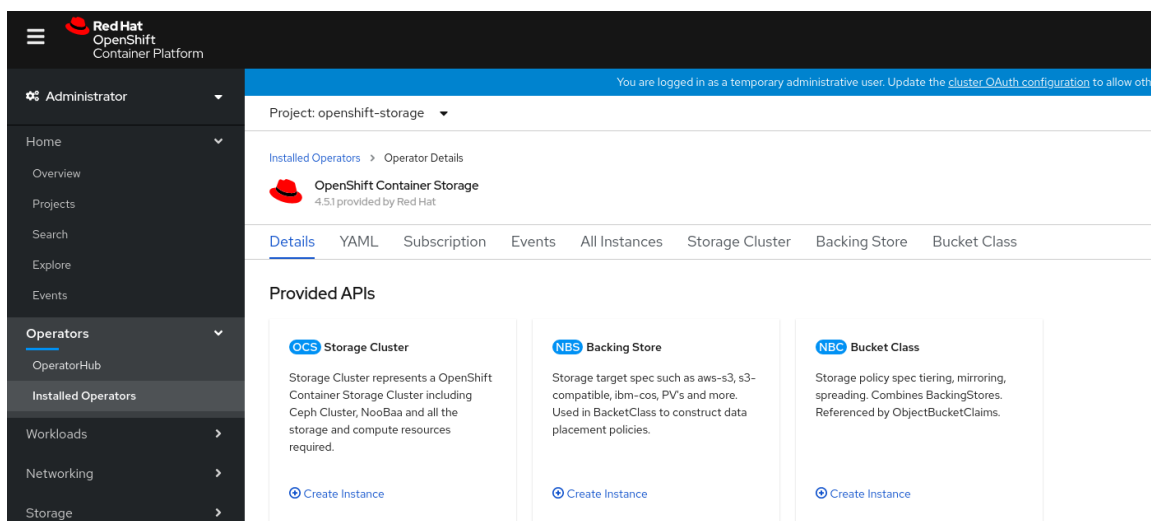 Red Hat
OpenShift
Container Platform
You are logged in as a temporary administrative user. Update the cluster OAuth configuration to allow oth
Administrator
Home
Overview
Projects
Search
Explore
Events
Operators
OperatorHub
Installed Operators
Workloads
Networking
Storage
Project: openshift-storage
Installed Operators > Operator Details
OpenShift Container Storage
4.5.1 provided by Red Hat
Details YAML Subscription Events All Instances Storage Cluster Backing Store Bucket Class
Provided APIs
OCS Storage Cluster
Storage Cluster represents a OpenShift
Container Storage Cluster including
Ceph Cluster, NooBaa and all the
storage and compute resources
required.
Create Instance
NBS Backing Store
Storage target spec such as aws-s3, s3-
compatible, ibm-cos, PV's and more.
Used in BacketClass to construct data
placement policies.
Create Instance
NBC Bucket Class
Storage policy spec tiering, mirroring,
spreading. Combines BackingStores.
Referenced by ObjectBucketClaims.
Create Instance